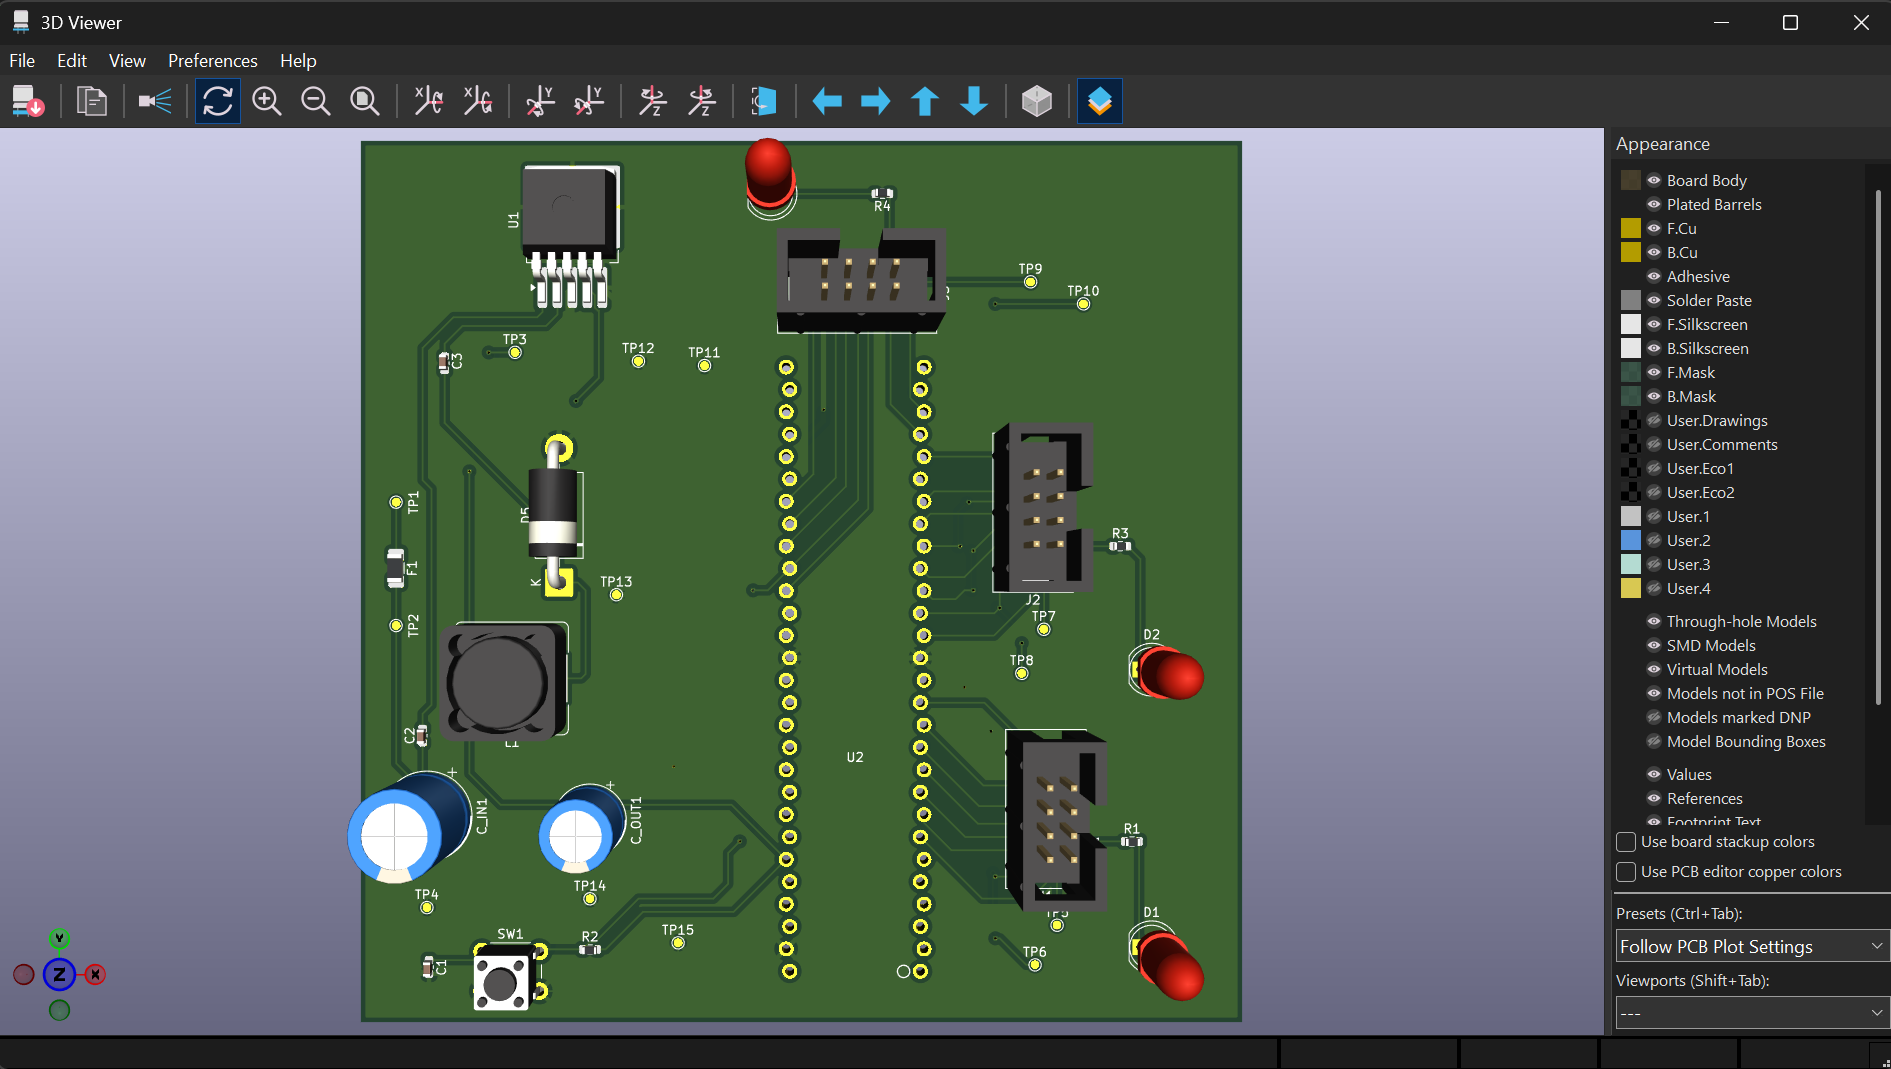 3D Viewer
File Edit View Preferences Help
Appearance
Board Body
Plated Barrels
F.Cu
B.Cu
Adhesive
Solder Paste
F.Silkscreen
B.Silkscreen
F.Mask
B.Mask
User.Drawings
User.Comments
User.Eco1
User.Eco2
User.1
User.2
User.3
User.4
Through-hole Models
SMD Models
Virtual Models
Models not in POS File
Models marked DNP
Model Bounding Boxes
Values
References
Footprint Text
Use board stackup colors
Use PCB editor copper colors
Presets (Ctrl+Tab):
Follow PCB Plot Settings
Viewports (Shift+Tab):
---
U1
R4
TP9
TP10
TP3
TP12
TP11
C3
TP1
D5
F1
K
TP13
R3
J2
TP7
TP2
D2
TP8
C2
L1
U2
+
+
C_IN1
C_OUT1
R1
TP4
TP14
D1
TP5
SW1
R2
TP15
TP6
C1
Y
Z
X